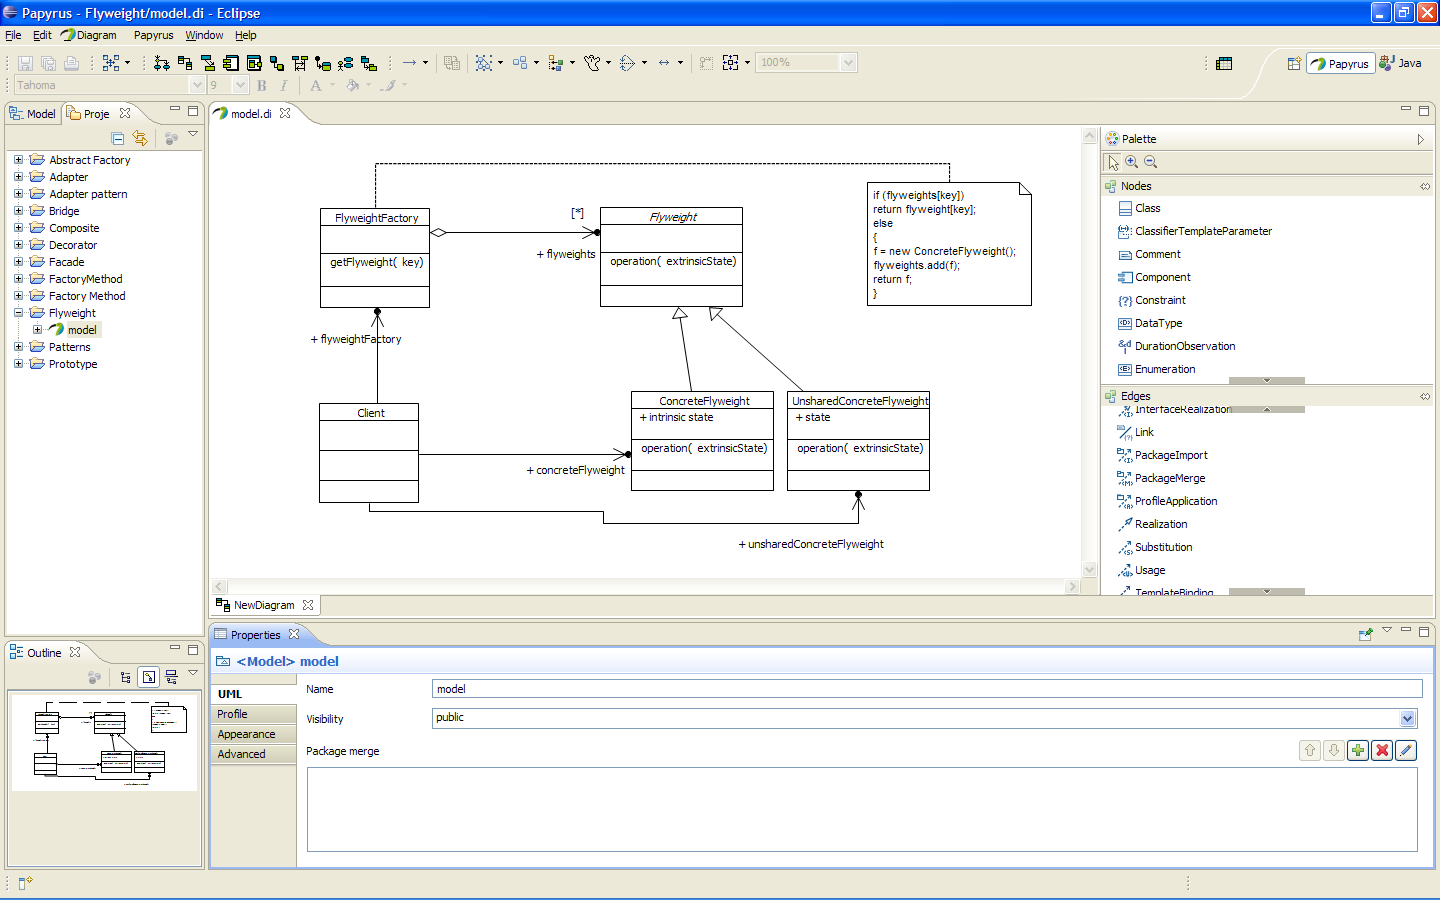 Papyrus - Flyweight/model.di - Eclipse
File Edit Diagram Papyrus Window Help
100%
Papyrus
Java
Tahoma
9
B I A
Model
Proje
Abstract Factory
Adapter
Adapter pattern
Bridge
Composite
Decorator
Facade
FactoryMethod
Factory Method
Flyweight
model
Patterns
Prototype
model.di
FlyweightFactory
getFlyweight( key)
[*]
+ flyweights
Flyweight
operation( extrinsicState)
if (flyweights[key])
return flyweight[key];
else
{
f = new ConcreteFlyweight();
flyweights.add(f);
return f;
}
+ flyweightFactory
Client
ConcreteFlyweight
+ intrinsic state
operation( extrinsicState)
UnsharedConcreteFlyweight
+ state
operation( extrinsicState)
+ concreteFlyweight
+ unsharedConcreteFlyweight
NewDiagram
Palette
Nodes
Class
ClassifierTemplateParameter
Comment
Component
Constraint
DataType
DurationObservation
Enumeration
Edges
InterfaceRealization
Link
PackageImport
PackageMerge
ProfileApplication
Realization
Substitution
Usage
TemplateBinding
Outline
Properties
<Model> model
UML
Profile
Appearance
Advanced
Name
model
Visibility
public
Package merge